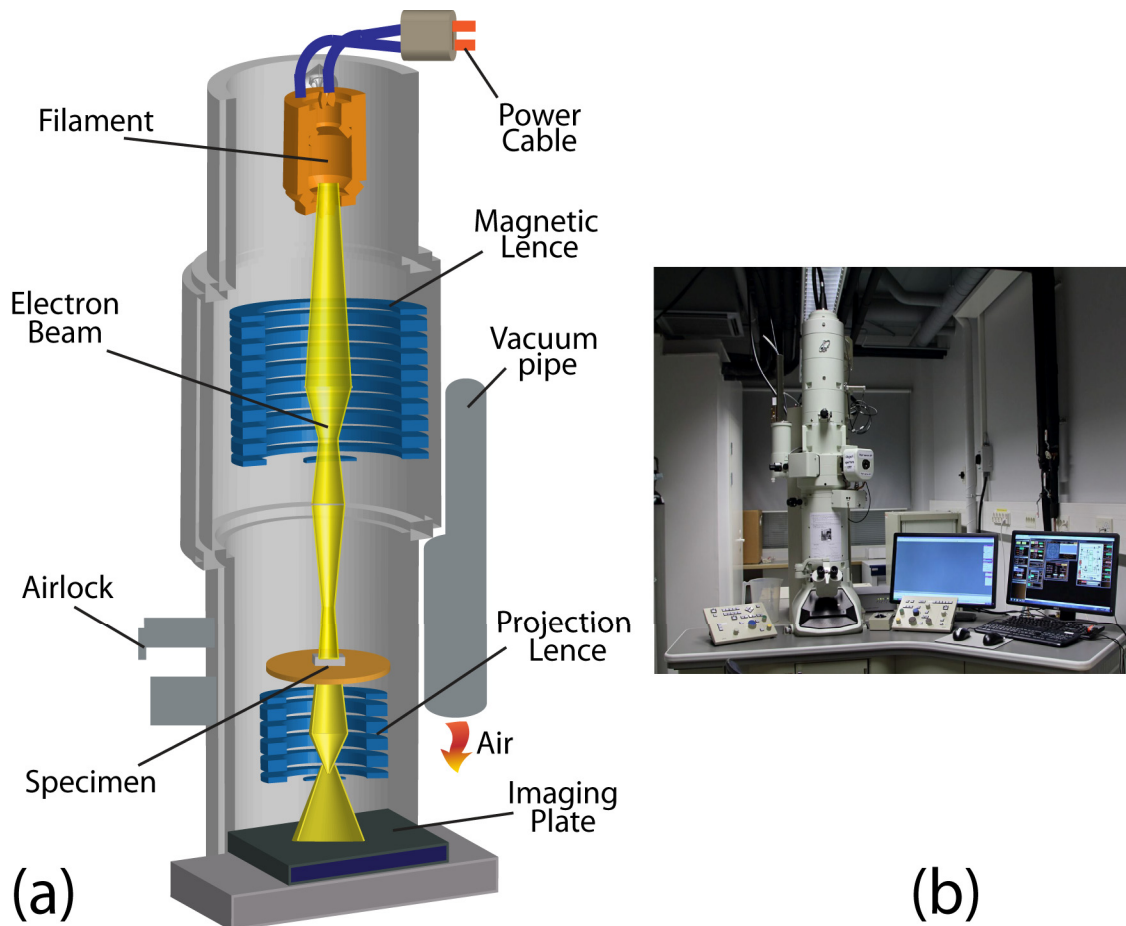 Power
Cable
Filament
Magnetic
Lence
Electron
Beam
Vacuum
pipe
Airlock
Projection
Lence
Air
Specimen
Imaging
Plate
(a)
(b)